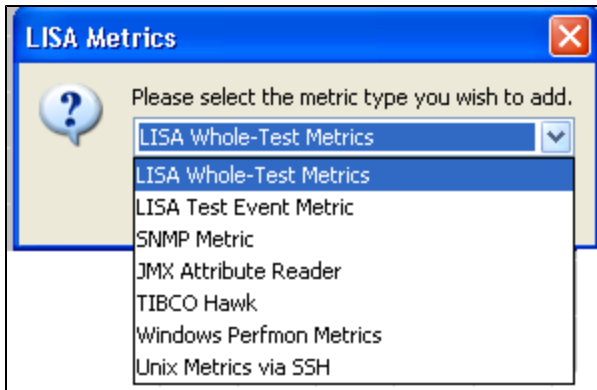 LISA Metrics
Please select the metric type you wish to add.
LISA Whole-Test Metrics
LISA Whole-Test Metrics
LISA Test Event Metric
SNMP Metric
JMX Attribute Reader
TIBCO Hawk
Windows Perfmon Metrics
Unix Metrics via SSH